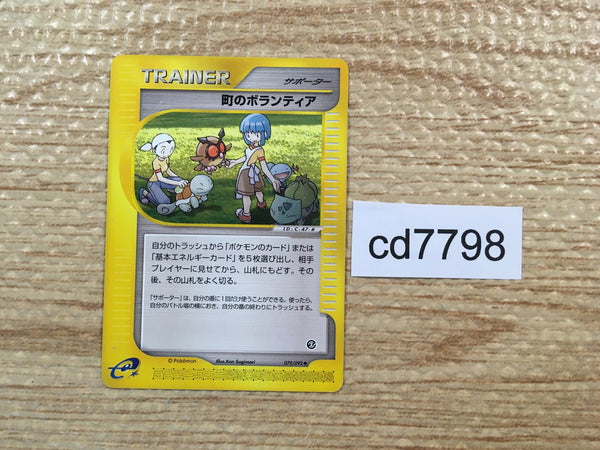 TRAINER サポーター
町のボランティア
ID:C-47-#
自分のトラッシュから「ポケモンのカード」または
「基本エネルギーカード」を5枚選び出し、相手
プレイヤーに見せてから、山札にもどす。その
後、その山札をよく切る。
「サポーター」は、自分の番に1回だけ使うことができる。使ったら、
自分のバトル場の横におき、自分の番の終わりにトラッシュする。
©Pokémon Illus.Ken Sugimori 079/092●
e
cd7798